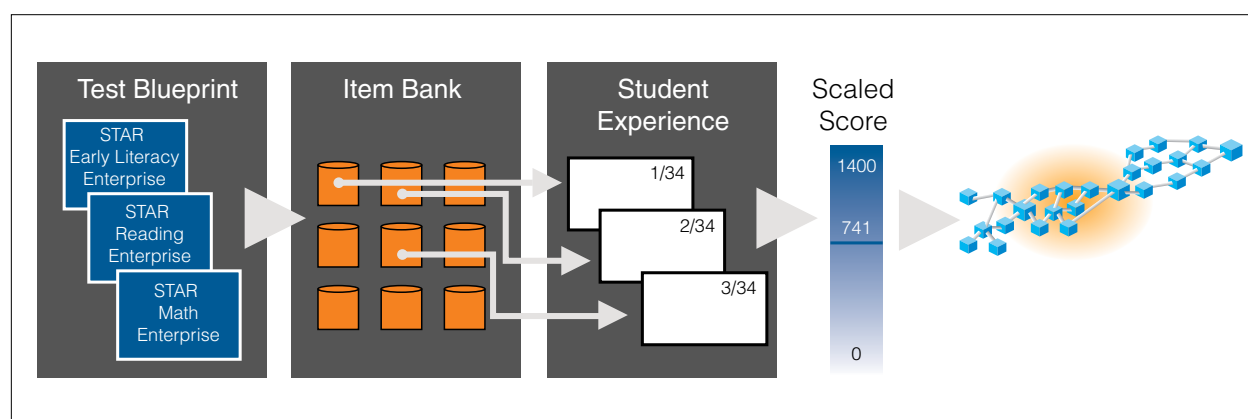 Test Blueprint
STAR
Early Literacy
Enterprise
STAR
Reading
Enterprise
STAR
Math
Enterprise
Item Bank
Student
Experience
1/34
2/34
3/34
Scaled
Score
1400
741
0